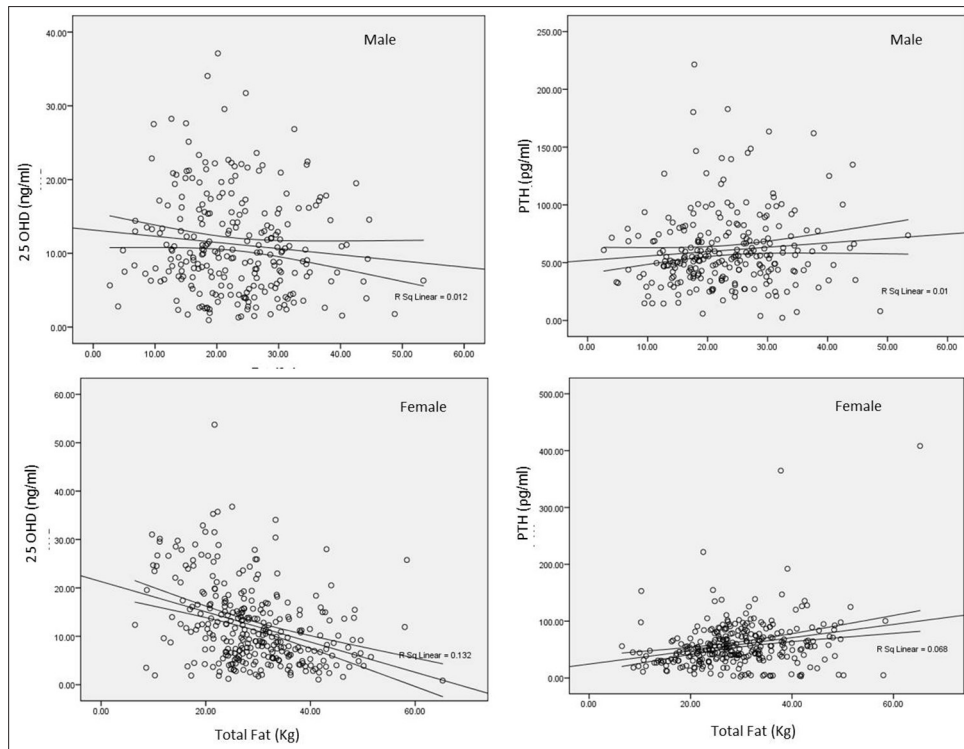 Male
40.00
30.00
20.00
10.00
0.00
25 OHD (ng/ml)
R Sq Linear = 0.012
0.00 10.00 20.00 30.00 40.00 50.00 60.00
Male
250.00
200.00
150.00
100.00
50.00
0.00
PTH (pg/ml)
R Sq Linear = 0.01
0.00 10.00 20.00 30.00 40.00 50.00 60.00
Female
60.00
50.00
40.00
30.00
20.00
10.00
0.00
25 OHD (ng/ml)
R Sq Linear = 0.132
0.00 20.00 40.00 60.00
Total Fat (Kg)
Female
500.00
400.00
300.00
200.00
100.00
0.00
PTH (pg/ml)
R Sq Linear = 0.068
0.00 20.00 40.00 60.00
Total Fat (Kg)